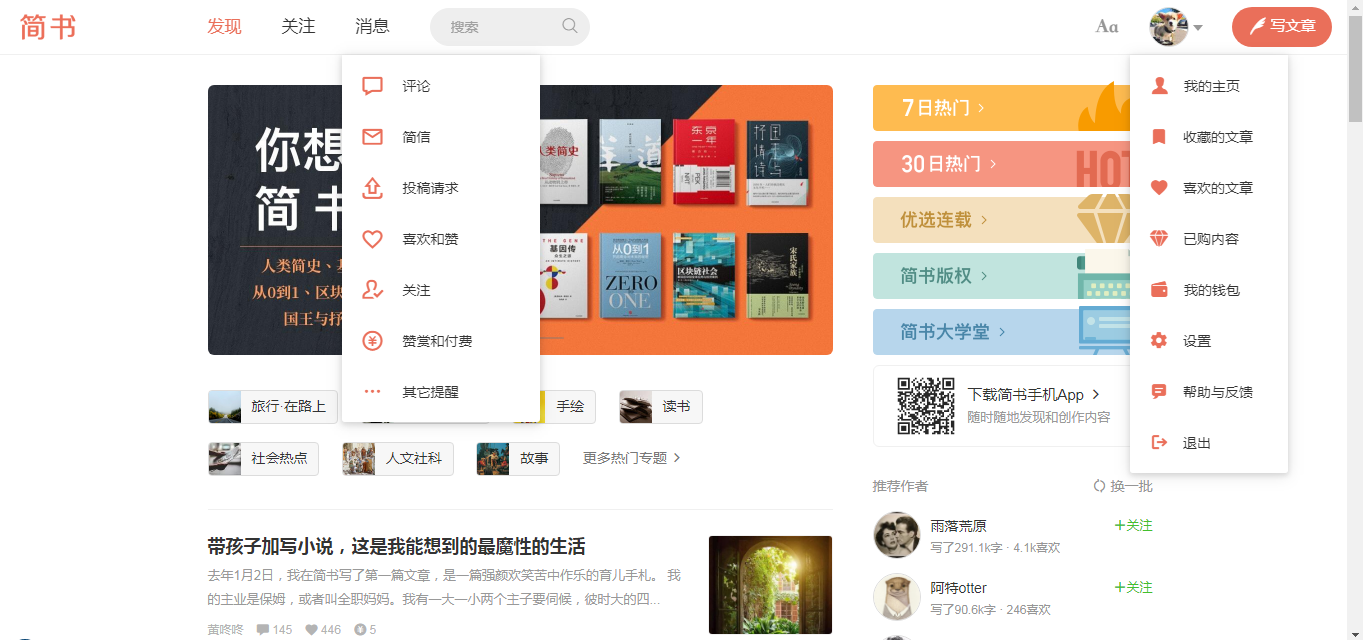 简书
发现
关注
消息
搜索
Aa
写文章
评论
简信
投稿请求
喜欢和赞
关注
赞赏和付费
其它提醒
我的主页
收藏的文章
喜欢的文章
已购内容
我的钱包
设置
帮助与反馈
退出
你想
简 书
人类简史、
从0到1、区块
国王与抒
人类简史
半道
东京一年
国王与抒情诗
THE GENE
基因传
从0到1
ZERO
ONE
区块链社会
宋氏家族
7日热门
30日热门
HOT
优选连载
简书版权
简书大学堂
下载简书手机App
随时随地发现和创作内容
旅行·在路上
手绘
读书
社会热点
人文社科
故事
更多热门专题
推荐作者
换一批
雨落荒原
+关注
写了291.1k字 · 4.1k喜欢
阿特otter
+关注
写了90.6k字 · 246喜欢
带孩子加写小说，这是我能想到的最魔性的生活
去年1月2日，我在简书写了第一篇文章，是一篇强颜欢笑苦中作乐的育儿手札。 我
的主业是保姆，或者叫全职妈妈。我有一大一小两个主子要伺候，彼时大的四...
黄咚咚 145 446 5